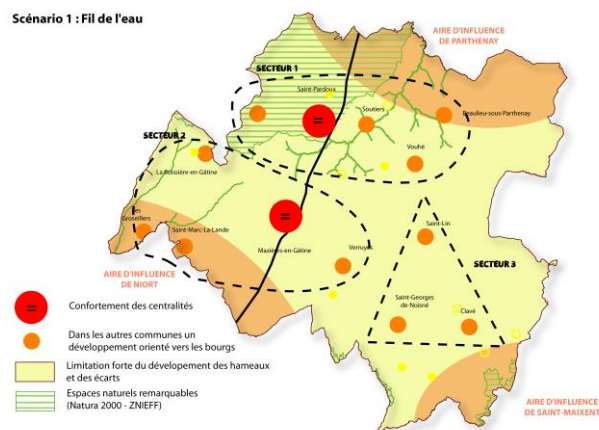 Scénario 1 : Fil de l'eau
AIRE D'INFLUENCE
DE PARTHENAY
SECTEUR 1
Saint-Pardoux
Soutiers
Beaulieu-sous-Parthenay
SECTEUR 2
Vouhé
La Boissière-en-Gâtine
Les
Groseillers
Saint-Marc-La-Lande
Mazières-en-Gâtine
Verruyes
Saint-Lin
SECTEUR 3
AIRE D'INFLUENCE
DE NIORT
Saint-Georges
de Noisné
Clavé
= Confortement des centralités
Dans les autres communes un
développement orienté vers les bourgs
Limitation forte du dévelopement des hameaux
et des écarts
Espaces naturels remarquables
(Natura 2000 - ZNIEFF)
AIRE D'INFLUENCE
DE SAINT-MAIXENT
=
=